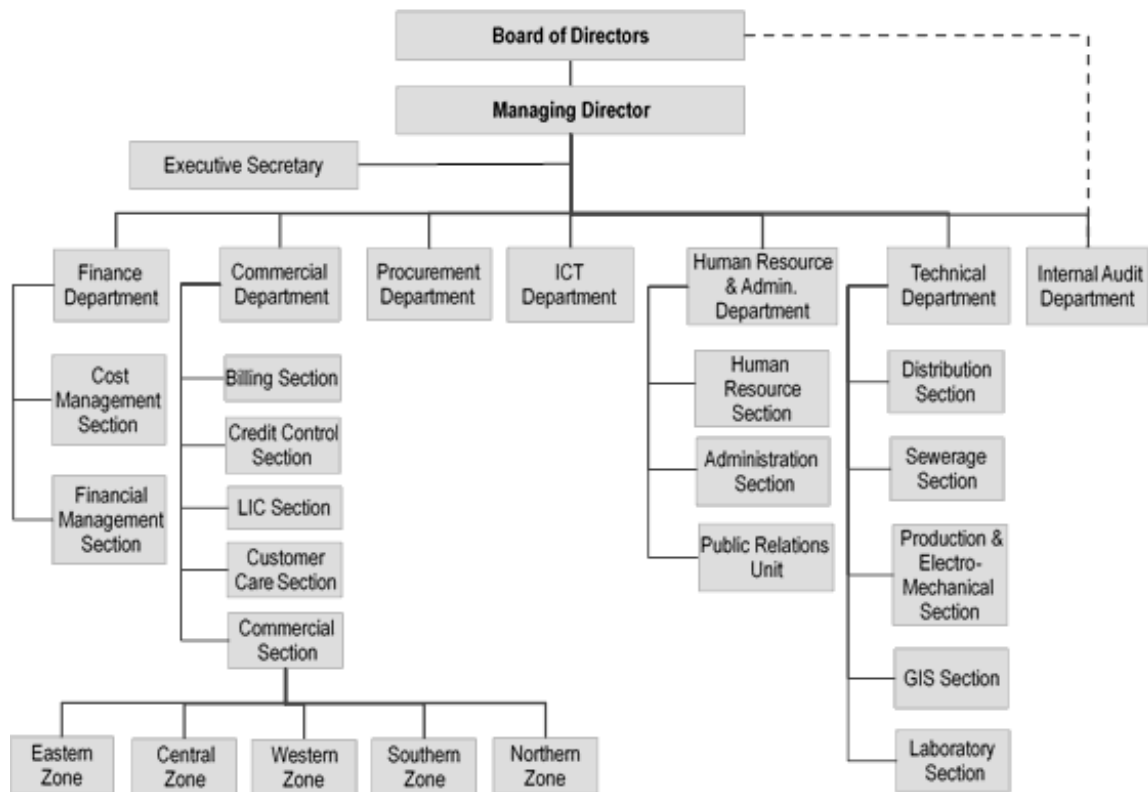 Board of Directors
Managing Director
Executive Secretary
Finance
Department
Commercial
Department
Procurement
Department
ICT
Department
Human Resource
& Admin.
Department
Technical
Department
Internal Audit
Department
Cost
Management
Section
Financial
Management
Section
Billing Section
Credit Control
Section
LIC Section
Customer
Care Section
Commercial
Section
Eastern
Zone
Central
Zone
Western
Zone
Southern
Zone
Northern
Zone
Human
Resource
Section
Administration
Section
Public Relations
Unit
Distribution
Section
Sewerage
Section
Production &
Electro-
Mechanical
Section
GIS Section
Laboratory
Section